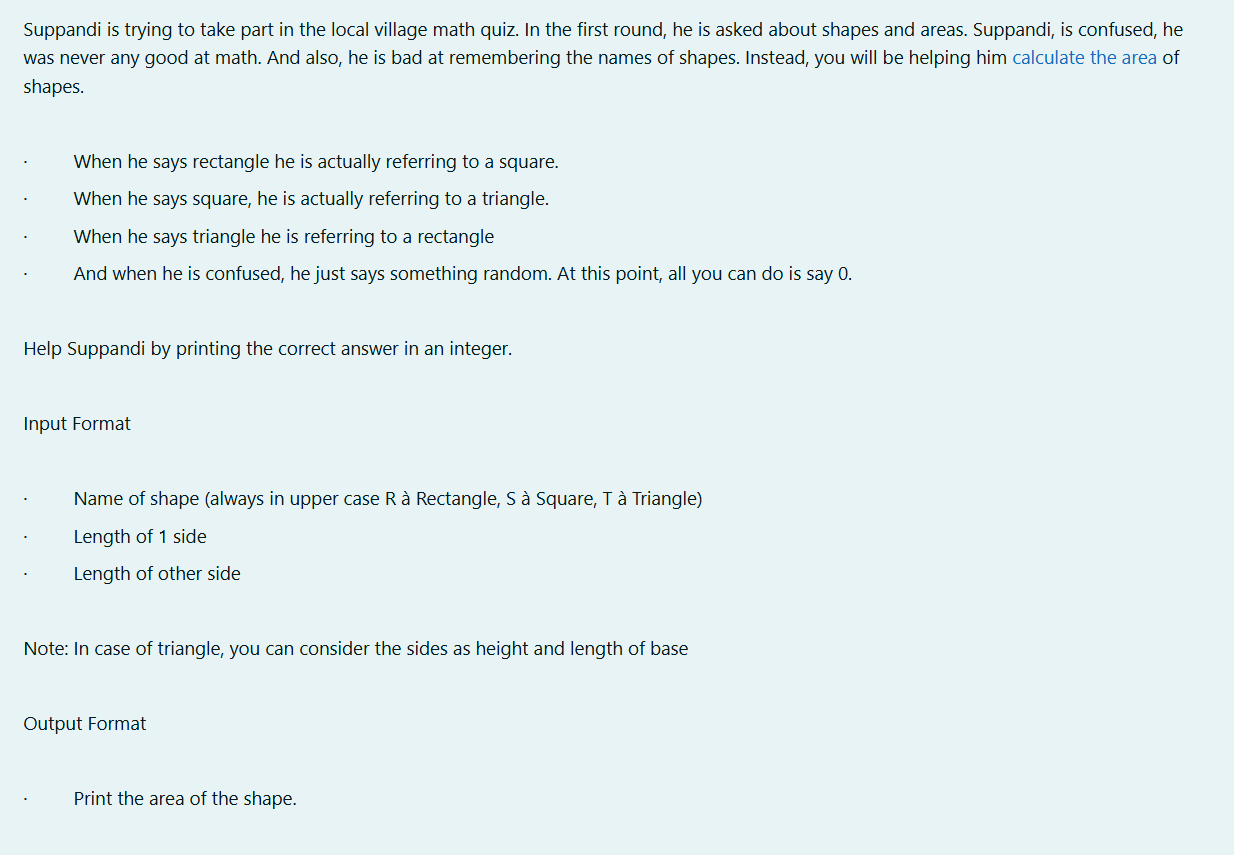 Suppandi is trying to take part in the local village math quiz. In the first round, he is asked about shapes and areas. Suppandi, is confused, he
was never any good at math. And also, he is bad at remembering the names of shapes. Instead, you will be helping him calculate the area of
shapes.
· When he says rectangle he is actually referring to a square.
· When he says square, he is actually referring to a triangle.
· When he says triangle he is referring to a rectangle
· And when he is confused, he just says something random. At this point, all you can do is say 0.
Help Suppandi by printing the correct answer in an integer.
Input Format
· Name of shape (always in upper case R à Rectangle, S à Square, T à Triangle)
· Length of 1 side
· Length of other side
Note: In case of triangle, you can consider the sides as height and length of base
Output Format
· Print the area of the shape.